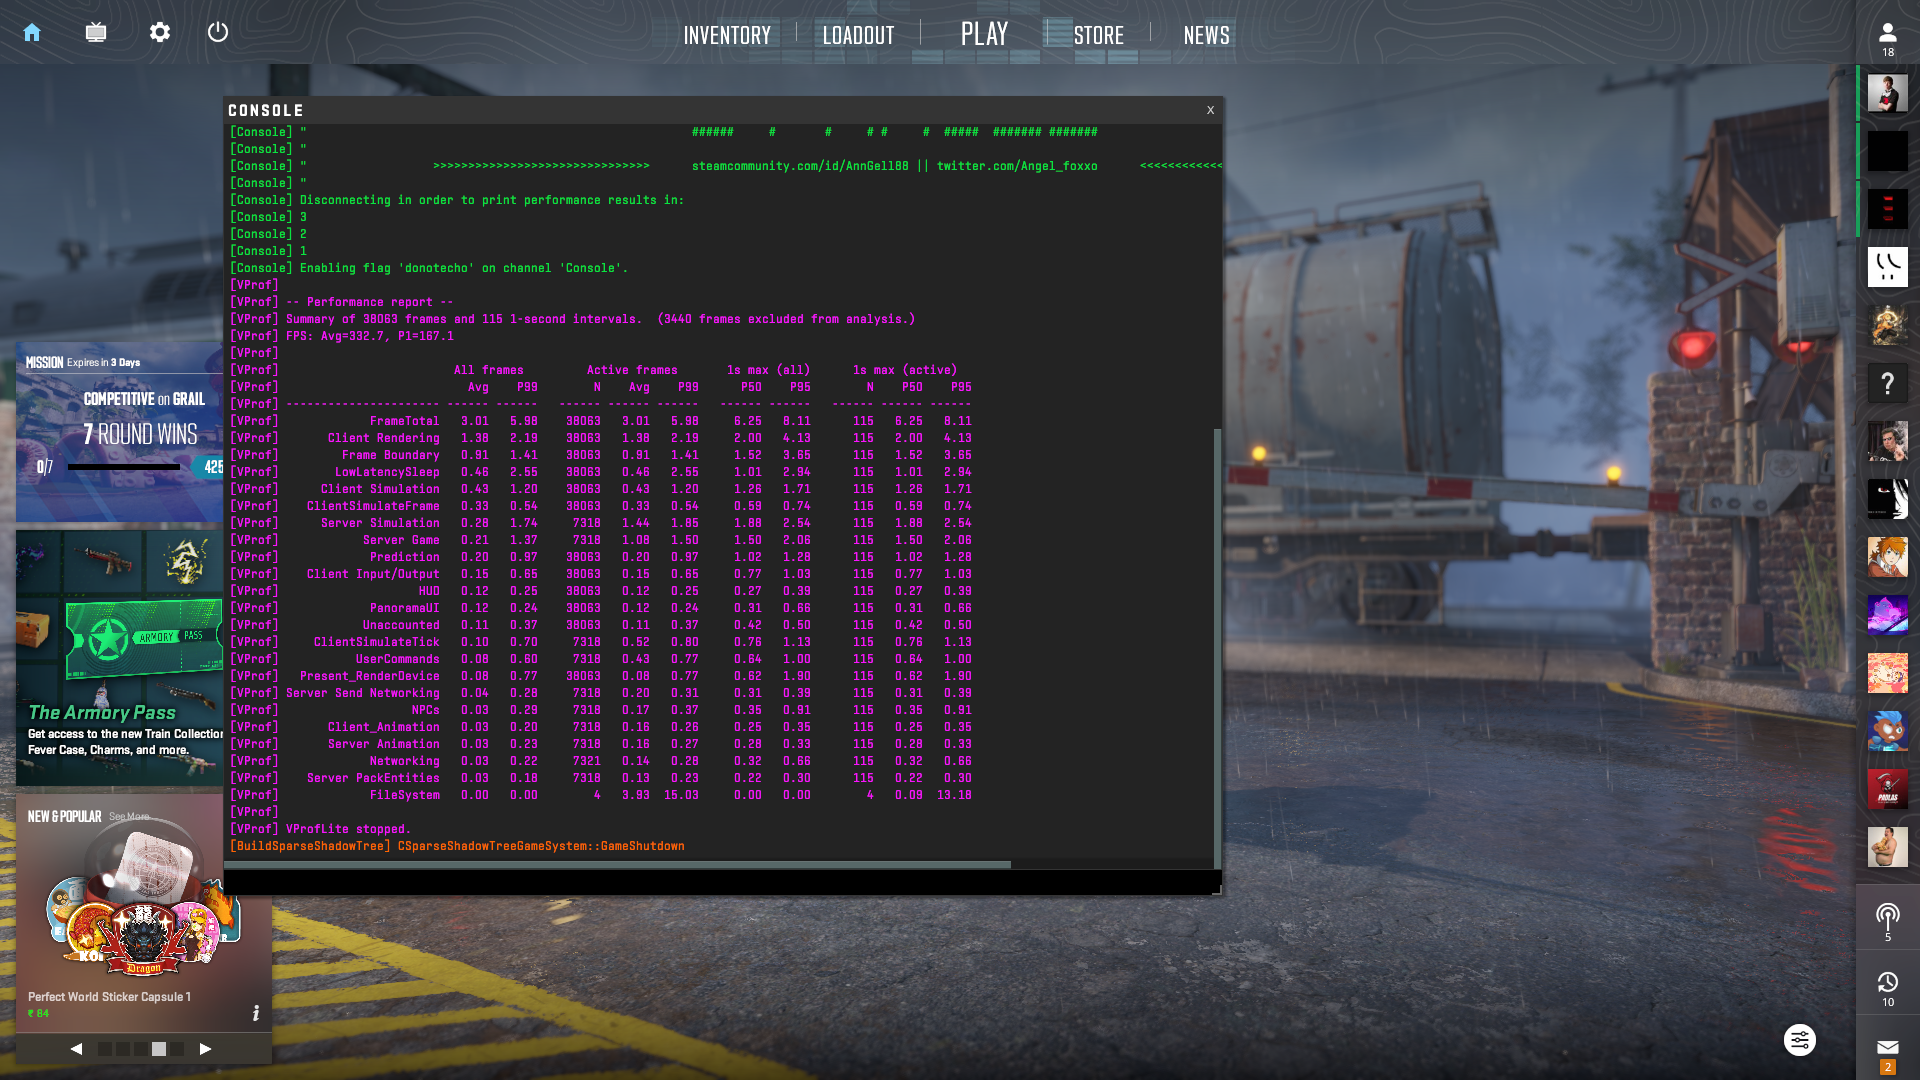 INVENTORY
LOADOUT
PLAY
STORE
NEWS
18
CONSOLE
X
[Console] " ###### # # # # # ##### ####### #######
[Console] "
[Console] " >>>>>>>>>>>>>>>>>>>>>>>>>>>>>>> steamcommunity.com/id/AnnGell88 || twitter.com/Angel_foxxo <<<<<<<<<<<<
[Console] "
[Console] Disconnecting in order to print performance results in:
[Console] 3
[Console] 2
[Console] 1
[Console] Enabling flag 'donotecho' on channel 'Console'.
[VProf]
[VProf] -- Performance report --
[VProf] Summary of 38063 frames and 115 1-second intervals. (3440 frames excluded from analysis.)
[VProf] FPS: Avg=332.7, P1=167.1
[VProf]
[VProf] All frames Active frames 1s max (all) 1s max (active)
[VProf] Avg P99 N Avg P99 P50 P95 N P50 P95
[VProf] ---------------------- ------ ------ ------ ------ ------ ------ ------ ------ ------ ------
[VProf] FrameTotal 3.01 5.98 38063 3.01 5.98 6.25 8.11 115 6.25 8.11
[VProf] Client Rendering 1.38 2.19 38063 1.38 2.19 2.00 4.13 115 2.00 4.13
[VProf] Frame Boundary 0.91 1.41 38063 0.91 1.41 1.52 3.65 115 1.52 3.65
[VProf] LowLatencySleep 0.46 2.55 38063 0.46 2.55 1.01 2.94 115 1.01 2.94
[VProf] Client Simulation 0.43 1.20 38063 0.43 1.20 1.26 1.71 115 1.26 1.71
[VProf] ClientSimulateFrame 0.33 0.54 38063 0.33 0.54 0.59 0.74 115 0.59 0.74
[VProf] Server Simulation 0.28 1.74 7318 1.44 1.85 1.88 2.54 115 1.88 2.54
[VProf] Server Game 0.21 1.37 7318 1.08 1.50 1.50 2.06 115 1.50 2.06
[VProf] Prediction 0.20 0.97 38063 0.20 0.97 1.02 1.28 115 1.02 1.28
[VProf] Client Input/Output 0.15 0.65 38063 0.15 0.65 0.77 1.03 115 0.77 1.03
[VProf] HUD 0.12 0.25 38063 0.12 0.25 0.27 0.39 115 0.27 0.39
[VProf] PanoramaUI 0.12 0.24 38063 0.12 0.24 0.31 0.66 115 0.31 0.66
[VProf] Unaccounted 0.11 0.37 38063 0.11 0.37 0.42 0.50 115 0.42 0.50
[VProf] ClientSimulateTick 0.10 0.70 7318 0.52 0.80 0.76 1.13 115 0.76 1.13
[VProf] UserCommands 0.08 0.60 7318 0.43 0.77 0.64 1.00 115 0.64 1.00
[VProf] Present_RenderDevice 0.08 0.77 38063 0.08 0.77 0.62 1.90 115 0.62 1.90
[VProf] Server Send Networking 0.04 0.28 7318 0.20 0.31 0.31 0.39 115 0.31 0.39
[VProf] NPCs 0.03 0.29 7318 0.17 0.37 0.35 0.91 115 0.35 0.91
[VProf] Client_Animation 0.03 0.20 7318 0.16 0.26 0.25 0.35 115 0.25 0.35
[VProf] Server Animation 0.03 0.23 7318 0.16 0.27 0.28 0.33 115 0.28 0.33
[VProf] Networking 0.03 0.22 7321 0.14 0.28 0.32 0.66 115 0.32 0.66
[VProf] Server PackEntities 0.03 0.18 7318 0.13 0.23 0.22 0.30 115 0.22 0.30
[VProf] FileSystem 0.00 0.00 4 3.93 15.03 0.00 0.00 4 0.09 13.18
[VProf]
[VProf] VProfLite stopped.
[BuildSparseShadowTree] CSparseShadowTreeGameSystem::GameShutdown
MISSION Expires in 3 Days
COMPETITIVE on GRAIL
7 ROUND WINS
0/7
425
ARMORY PASS
The Armory Pass
Get access to the new Train Collection
Fever Case, Charms, and more.
NEW & POPULAR See More
Dragon
Perfect World Sticker Capsule 1
₹ 84
i
?
5
10
2